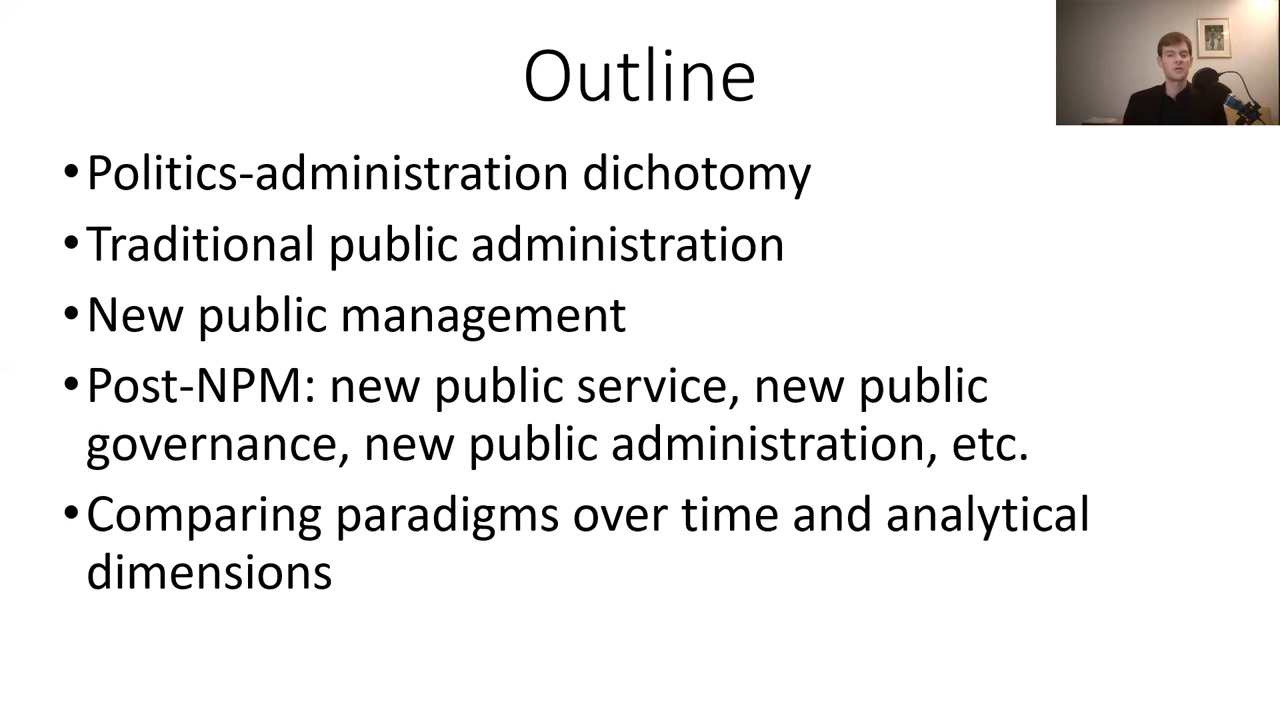 Outline
•Politics-administration dichotomy
•Traditional public administration
•New public management
•Post-NPM: new public service, new public
governance, new public administration, etc.
•Comparing paradigms over time and analytical
dimensions